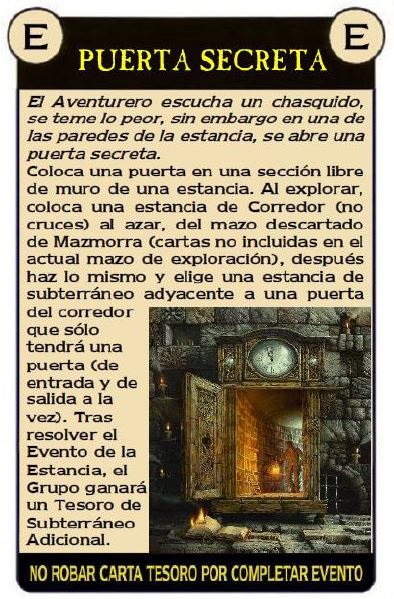 E E
PUERTA SECRETA
El Aventurero escucha un chasquido,
se teme lo peor, sin embargo en una de
las paredes de la estancia, se abre una
puerta secreta.
Coloca una puerta en una sección libre
de muro de una estancia. Al explorar,
coloca una estancia de Corredor (no
cruces) al azar, del mazo descartado
de Mazmorra (cartas no incluidas en el
actual mazo de exploración), después
haz lo mismo y elige una estancia de
subterráneo adyacente a una puerta
del corredor
que sólo
tendrá una
puerta (de
entrada y de
salida a la
vez). Tras
resolver el
Evento de la
Estancia, el
Grupo ganará
un Tesoro de
Subterráneo
Adicional.
NO ROBAR CARTA TESORO POR COMPLETAR EVENTO